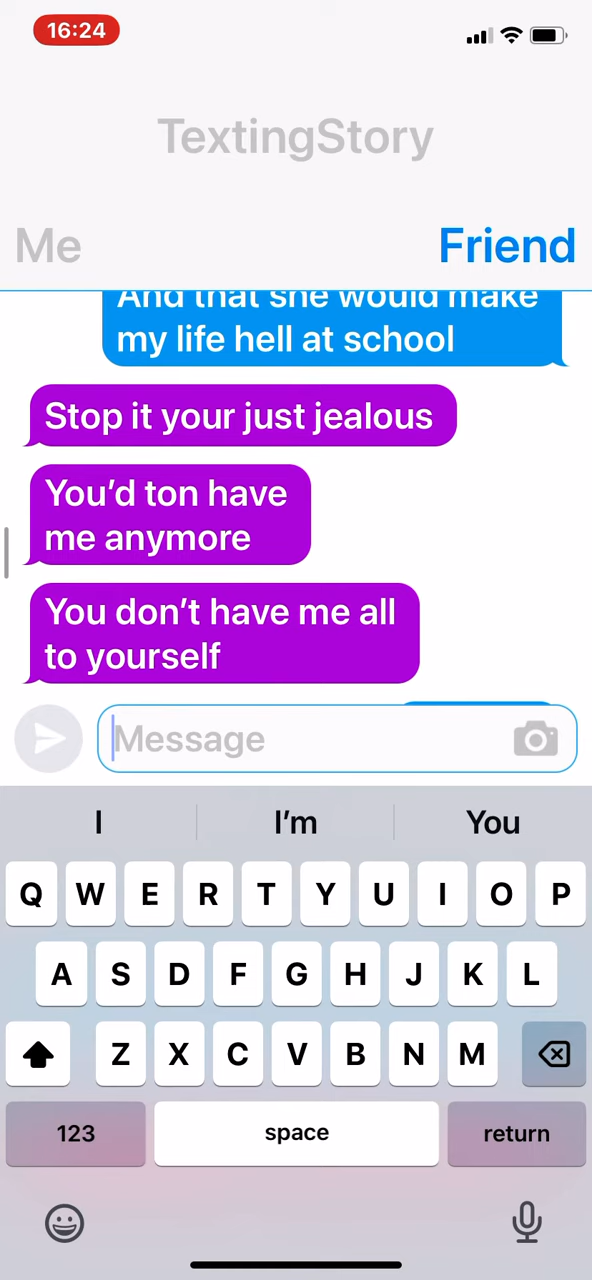 16:24
TextingStory
Me
Friend
And that she would make
my life hell at school
Stop it your just jealous
You'd ton have
me anymore
You don't have me all
to yourself
Message
I
I'm
You
Q W E R T Y U I O P
A S D F G H J K L
Z X C V B N M
123
space
return